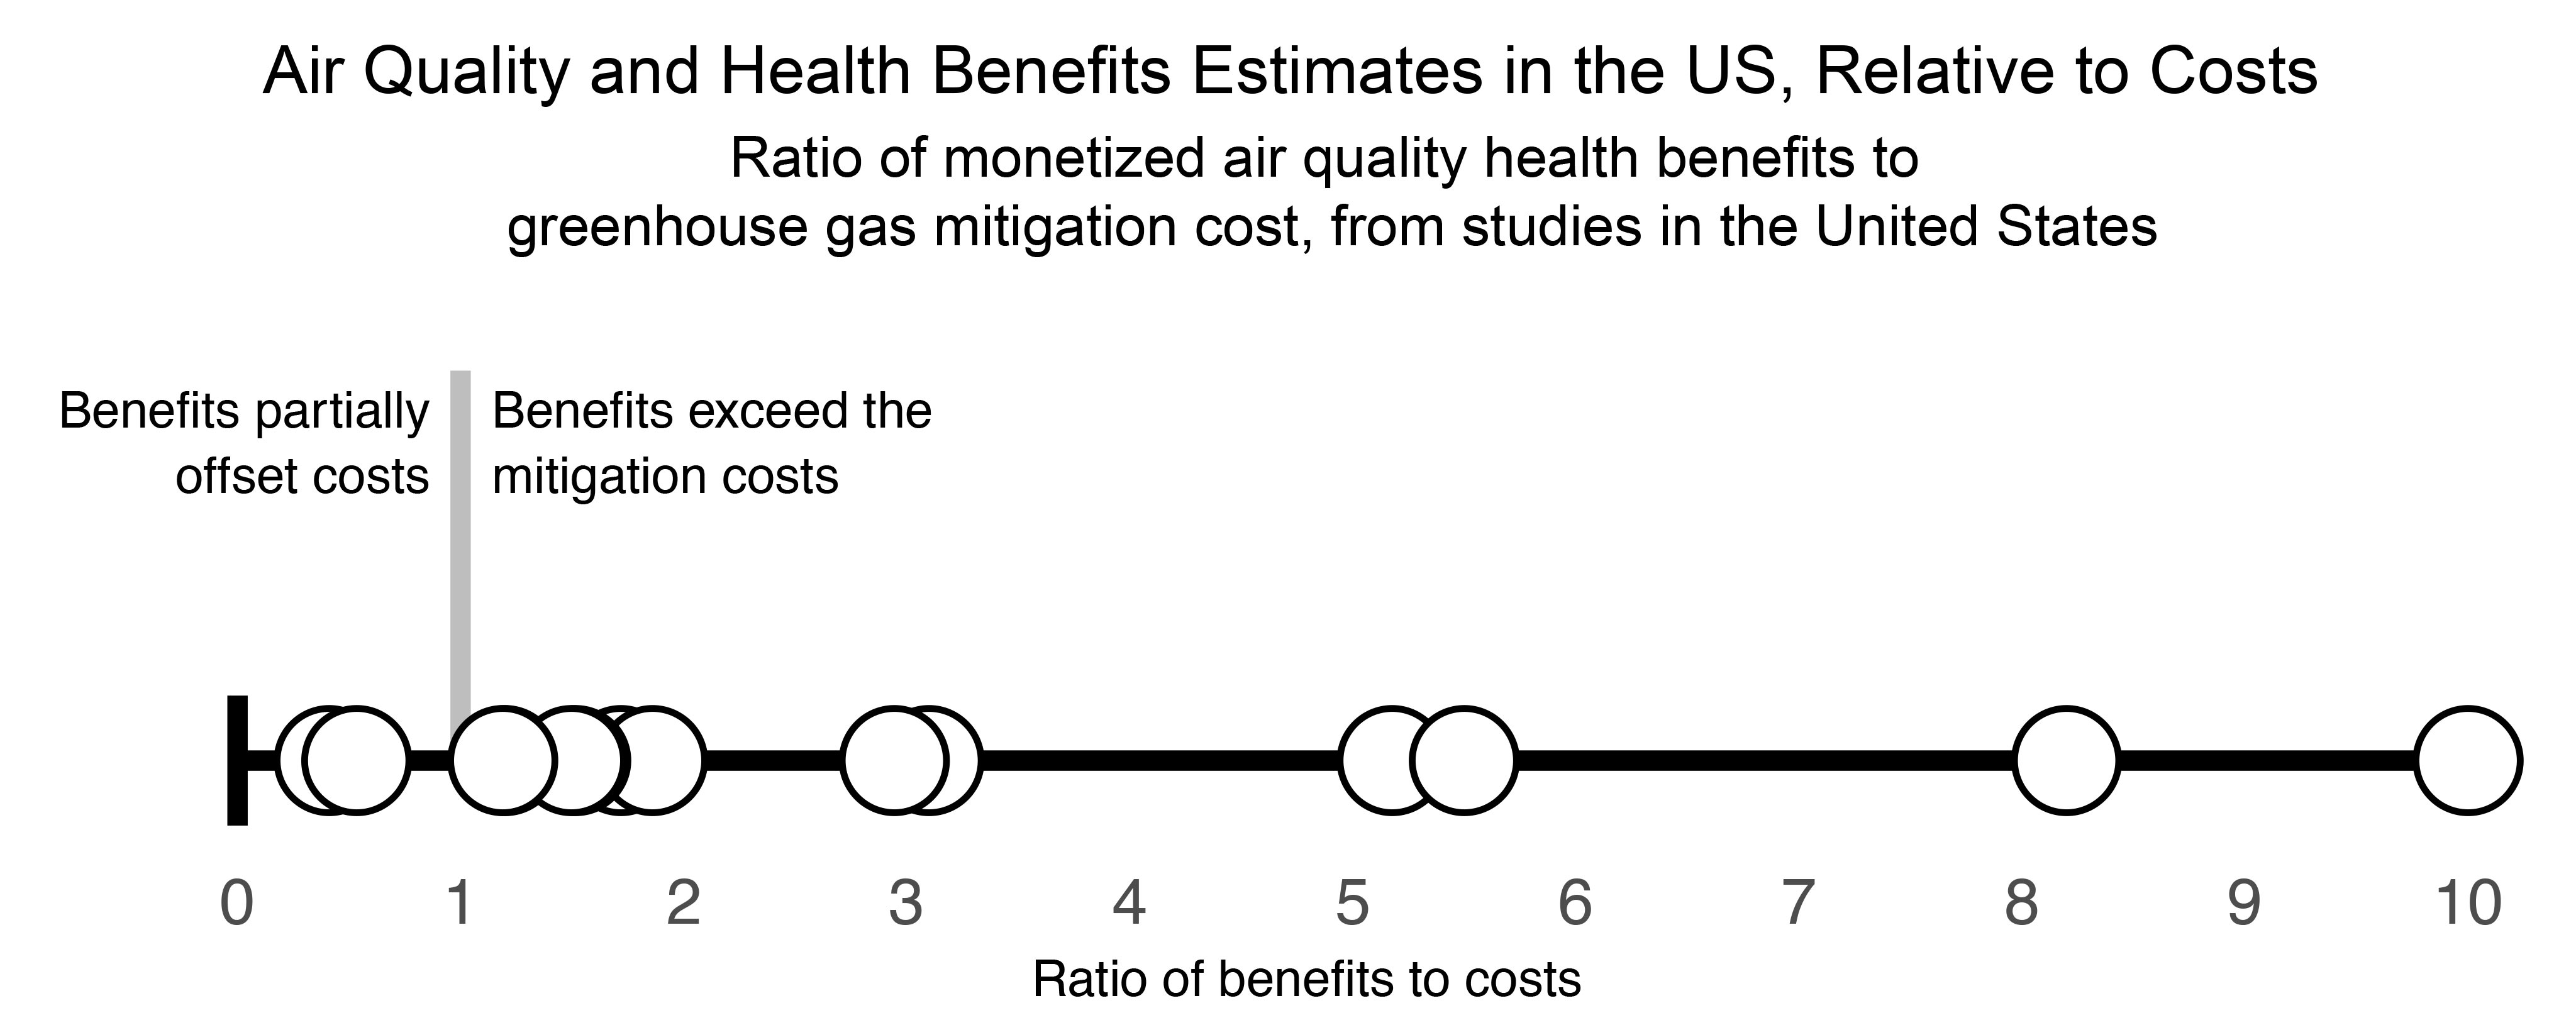 Air Quality and Health Benefits Estimates in the US, Relative to Costs
Ratio of monetized air quality health benefits to
greenhouse gas mitigation cost, from studies in the United States
Benefits partially
offset costs
Benefits exceed the
mitigation costs
0 1 2 3 4 5 6 7 8 9 10
Ratio of benefits to costs